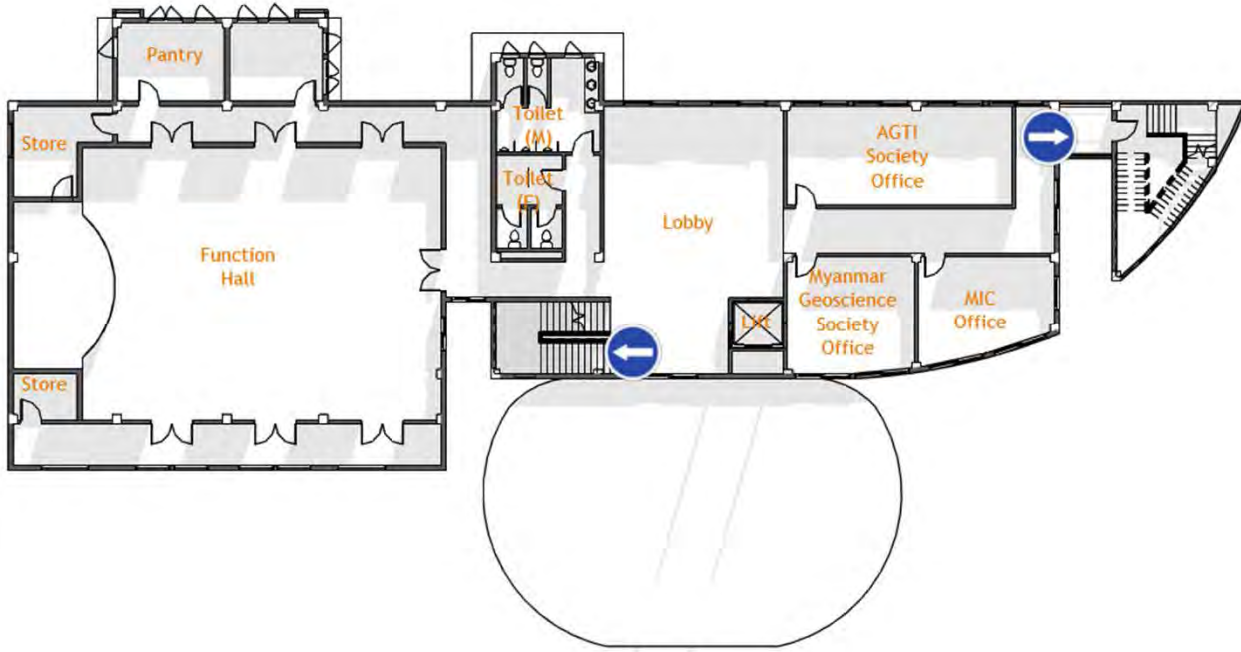 Pantry
Store
Toilet
(M)
Toilet
(F)
AGTI
Society
Office
Lobby
Function
Hall
Myanmar
Geoscience
Society
Office
MIC
Office
Lift
Store